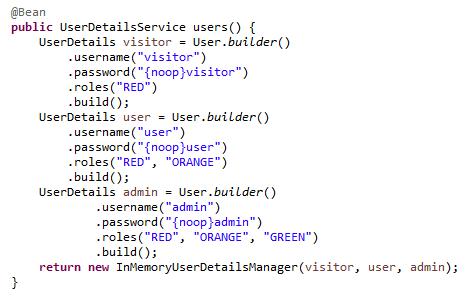 @Bean
public UserDetailsService users() {
    UserDetails visitor = User.builder()
            .username("visitor")
            .password("{noop}visitor")
            .roles("RED")
            .build();
    UserDetails user = User.builder()
            .username("user")
            .password("{noop}user")
            .roles("RED", "ORANGE")
            .build();
    UserDetails admin = User.builder()
                .username("admin")
                .password("{noop}admin")
                .roles("RED", "ORANGE", "GREEN")
                .build();
    return new InMemoryUserDetailsManager(visitor, user, admin);
}